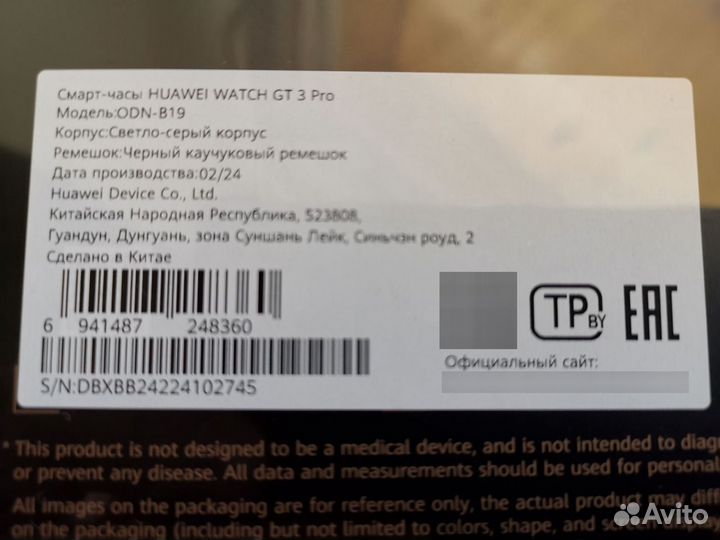 Смарт-часы HUAWEI WATCH GT 3 Pro
Модель:ODN-B19
Корпус:Светло-серый корпус
Ремешок:Черный каучуковый ремешок
Дата производства:02/24
Huawei Device Co., Ltd.
Китайская Народная Республика, 523808,
Гуандун, Дунгуань, зона Суншань Лейк, Синьчэн роуд, 2
Сделано в Китае
6 941487 248360
TP BY
EAC
Официальный сайт:
S/N:DBXBB24224102745
* This product is not designed to be a medical device, and is not intended to diag
or prevent any disease. All data and measurements should be used for personal
All images on the packaging are for reference only, the actual product may diff
on the packaging (including but not limited to colors, shape, and screen
Avito